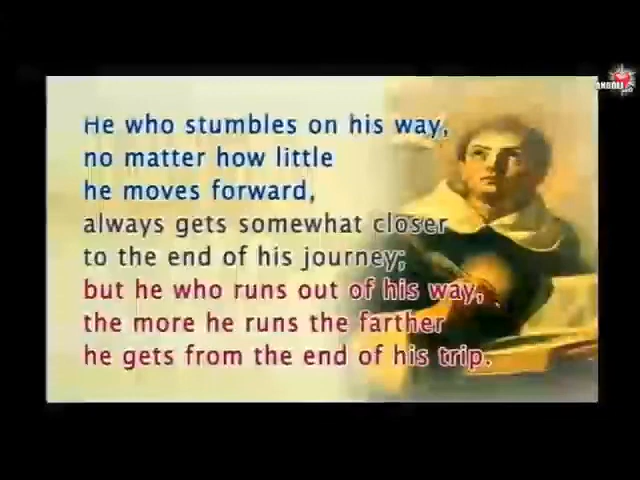 He who stumbles on his way,
no matter how little
he moves forward,
always gets somewhat closer
to the end of his journey;
but he who runs out of his way,
the more he runs the farther
he gets from the end of his trip.